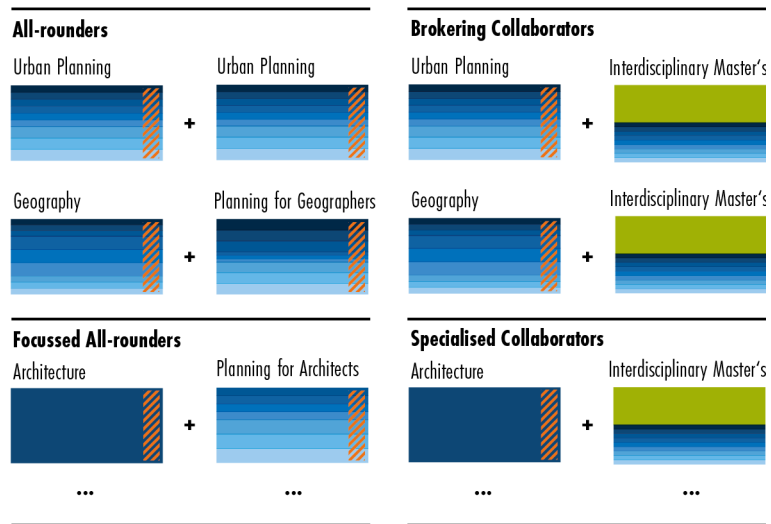 All-rounders
Urban Planning
+
Urban Planning
Geography
+
Planning for Geographers
Brokering Collaborators
Urban Planning
+
Interdisciplinary Master's
Geography
+
Interdisciplinary Master's
Focussed All-rounders
Architecture
+
Planning for Architects
...
...
Specialised Collaborators
Architecture
+
Interdisciplinary Master's
...
...